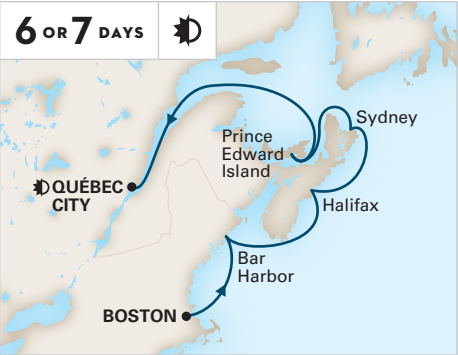 6 OR 7 DAYS
Sydney
Prince
Edward
Island
QUÉBEC
CITY
Halifax
Bar
Harbor
BOSTON